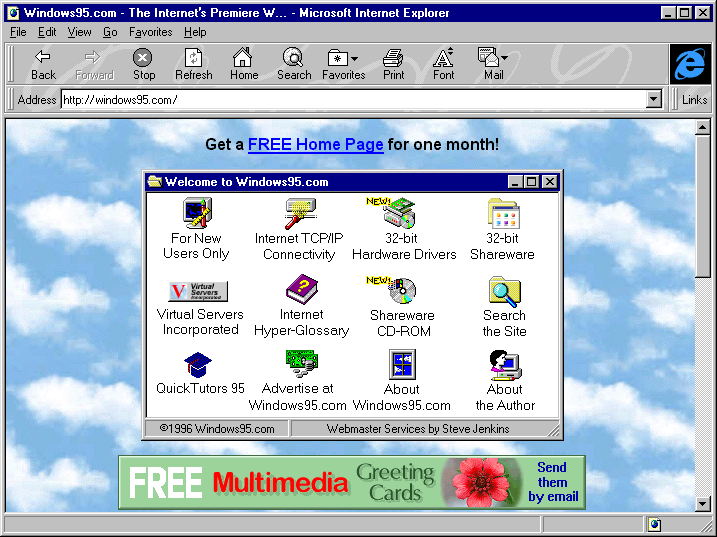 Windows95.com - The Internet's Premiere W... - Microsoft Internet Explorer
File Edit View Go Favorites Help
Back Forward Stop Refresh Home Search Favorites Print Font Mail
Address http://windows95.com/ Links
Get a FREE Home Page for one month!
Welcome to Windows95.com
For New
Users Only
Internet TCP/IP
Connectivity
NEW!
32-bit
Hardware Drivers
32-bit
Shareware
V Virtual
Servers
Incorporated
Virtual Servers
Incorporated
Internet
Hyper-Glossary
NEW!
Shareware
CD-ROM
Search
the Site
QuickTutors 95
Advertise at
Windows95.com
About
Windows95.com
About
the Author
©1996 Windows95.com Webmaster Services by Steve Jenkins
FREE Multimedia Greeting
Cards
Send
them
by email